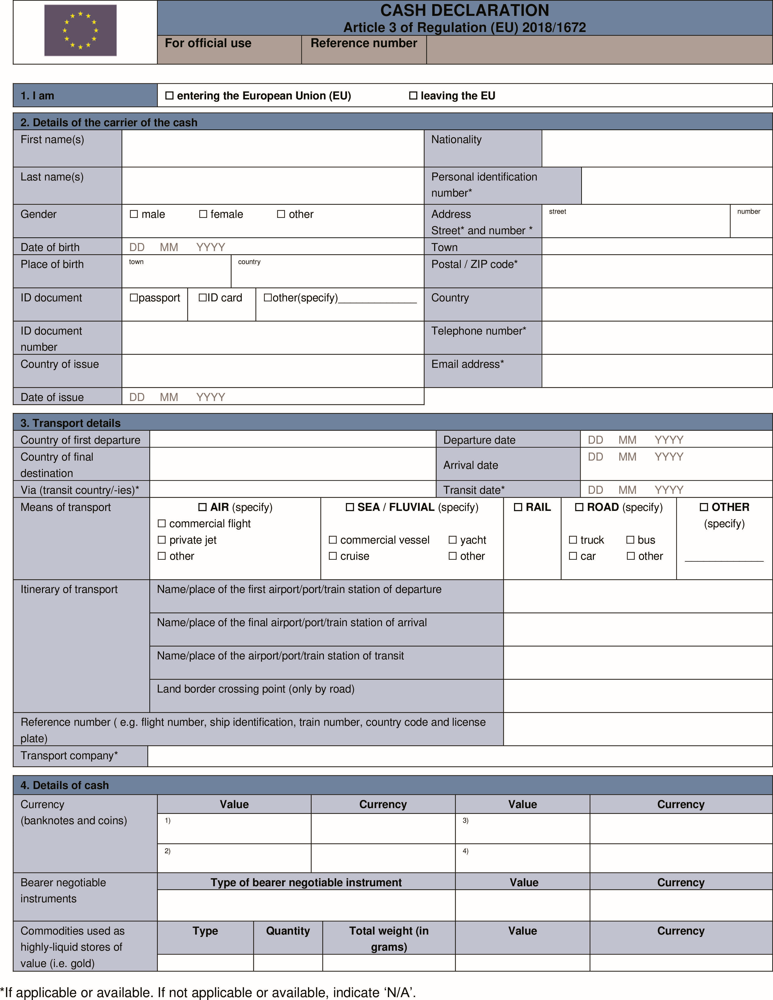 CASH DECLARATION
Article 3 of Regulation (EU) 2018/1672
For official use Reference number
1. I am ☐ entering the European Union (EU) ☐ leaving the EU
2. Details of the carrier of the cash
First name(s) Nationality
Last name(s) Personal identification
number*
Gender ☐ male ☐ female ☐ other Address street number
Street* and number *
Date of birth DD MM YYYY Town
Place of birth town country Postal / ZIP code*
ID document ☐passport ☐ID card ☐other(specify)_____________ Country
ID document Telephone number*
number
Country of issue Email address*
Date of issue DD MM YYYY
3. Transport details
Country of first departure Departure date DD MM YYYY
Country of final DD MM YYYY
destination Arrival date
Via (transit country/-ies)* Transit date* DD MM YYYY
Means of transport ☐ AIR (specify) ☐ SEA / FLUVIAL (specify) ☐ RAIL ☐ ROAD (specify) ☐ OTHER
☐ commercial flight (specify)
☐ private jet ☐ commercial vessel ☐ yacht ☐ truck ☐ bus
☐ other ☐ cruise ☐ other ☐ car ☐ other _____________
Itinerary of transport Name/place of the first airport/port/train station of departure
Name/place of the final airport/port/train station of arrival
Name/place of the airport/port/train station of transit
Land border crossing point (only by road)
Reference number ( e.g. flight number, ship identification, train number, country code and license
plate)
Transport company*
4. Details of cash
Currency Value Currency Value Currency
(banknotes and coins) 1) 3)
2) 4)
Bearer negotiable Type of bearer negotiable instrument Value Currency
instruments
Commodities used as Type Quantity Total weight (in Value Currency
highly-liquid stores of grams)
value (i.e. gold)
*If applicable or available. If not applicable or available, indicate ‘N/A’.